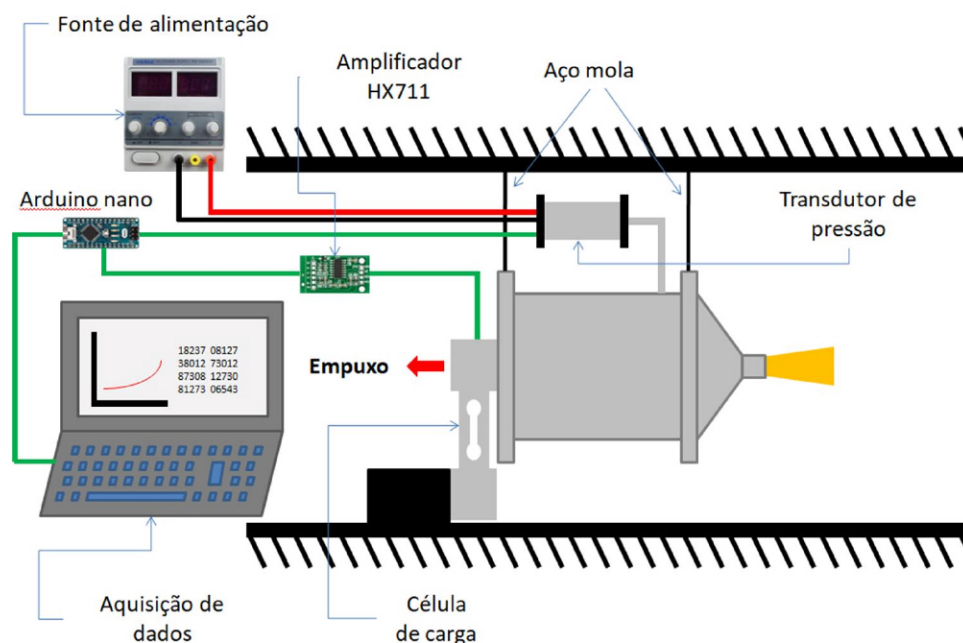 Fonte de alimentação
Amplificador
HX711
Aço mola
Arduino nano
Transdutor de
pressão
18237 08127
38012 73012
87308 12730
81273 06543
Empuxo
Aquisição de
dados
Célula
de carga